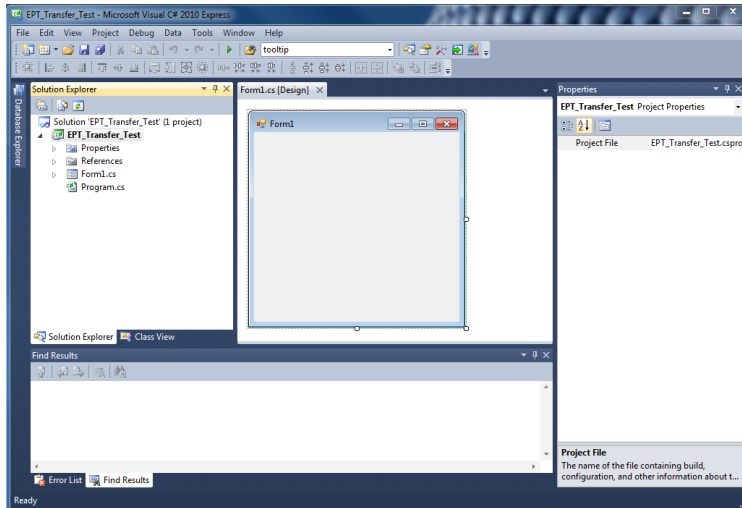 EPT_Transfer_Test - Microsoft Visual C# 2010 Express
File Edit View Project Debug Data Tools Window Help
tooltip
Database Explorer
Solution Explorer
Solution 'EPT_Transfer_Test' (1 project)
EPT_Transfer_Test
Properties
References
Form1.cs
Program.cs
Solution Explorer Class View
Form1.cs [Design]
Form1
Properties
EPT_Transfer_Test Project Properties
Project File EPT_Transfer_Test.cspro
Project File
The name of the file containing build,
configuration, and other information about t...
Find Results
Error List Find Results
Ready